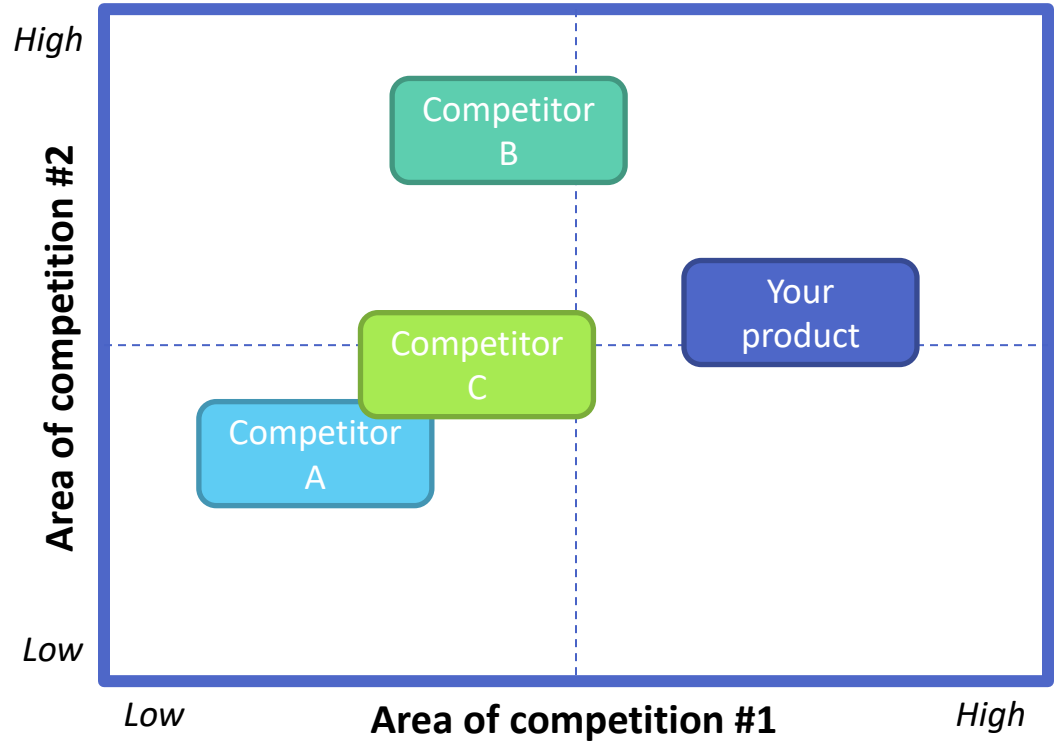 High
Competitor
B
Area of competition #2
Your
product
Competitor
C
Competitor
A
Low
Low
Area of competition #1
High